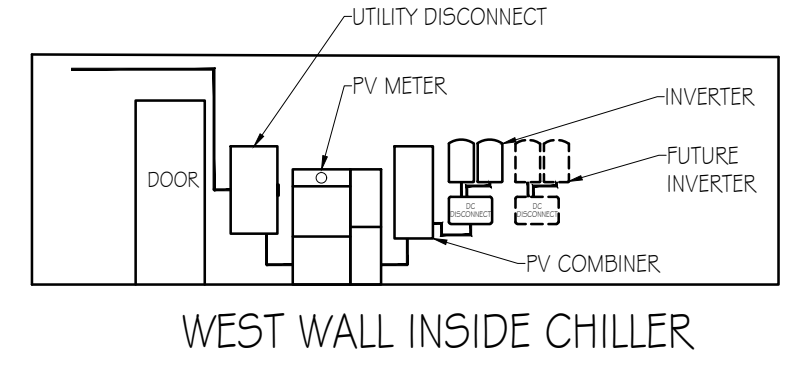 UTILITY DISCONNECT
PV METER
INVERTER
FUTURE
INVERTER
DOOR
DC
DISCONNECT
DC
DISCONNECT
PV COMBINER
WEST WALL INSIDE CHILLER